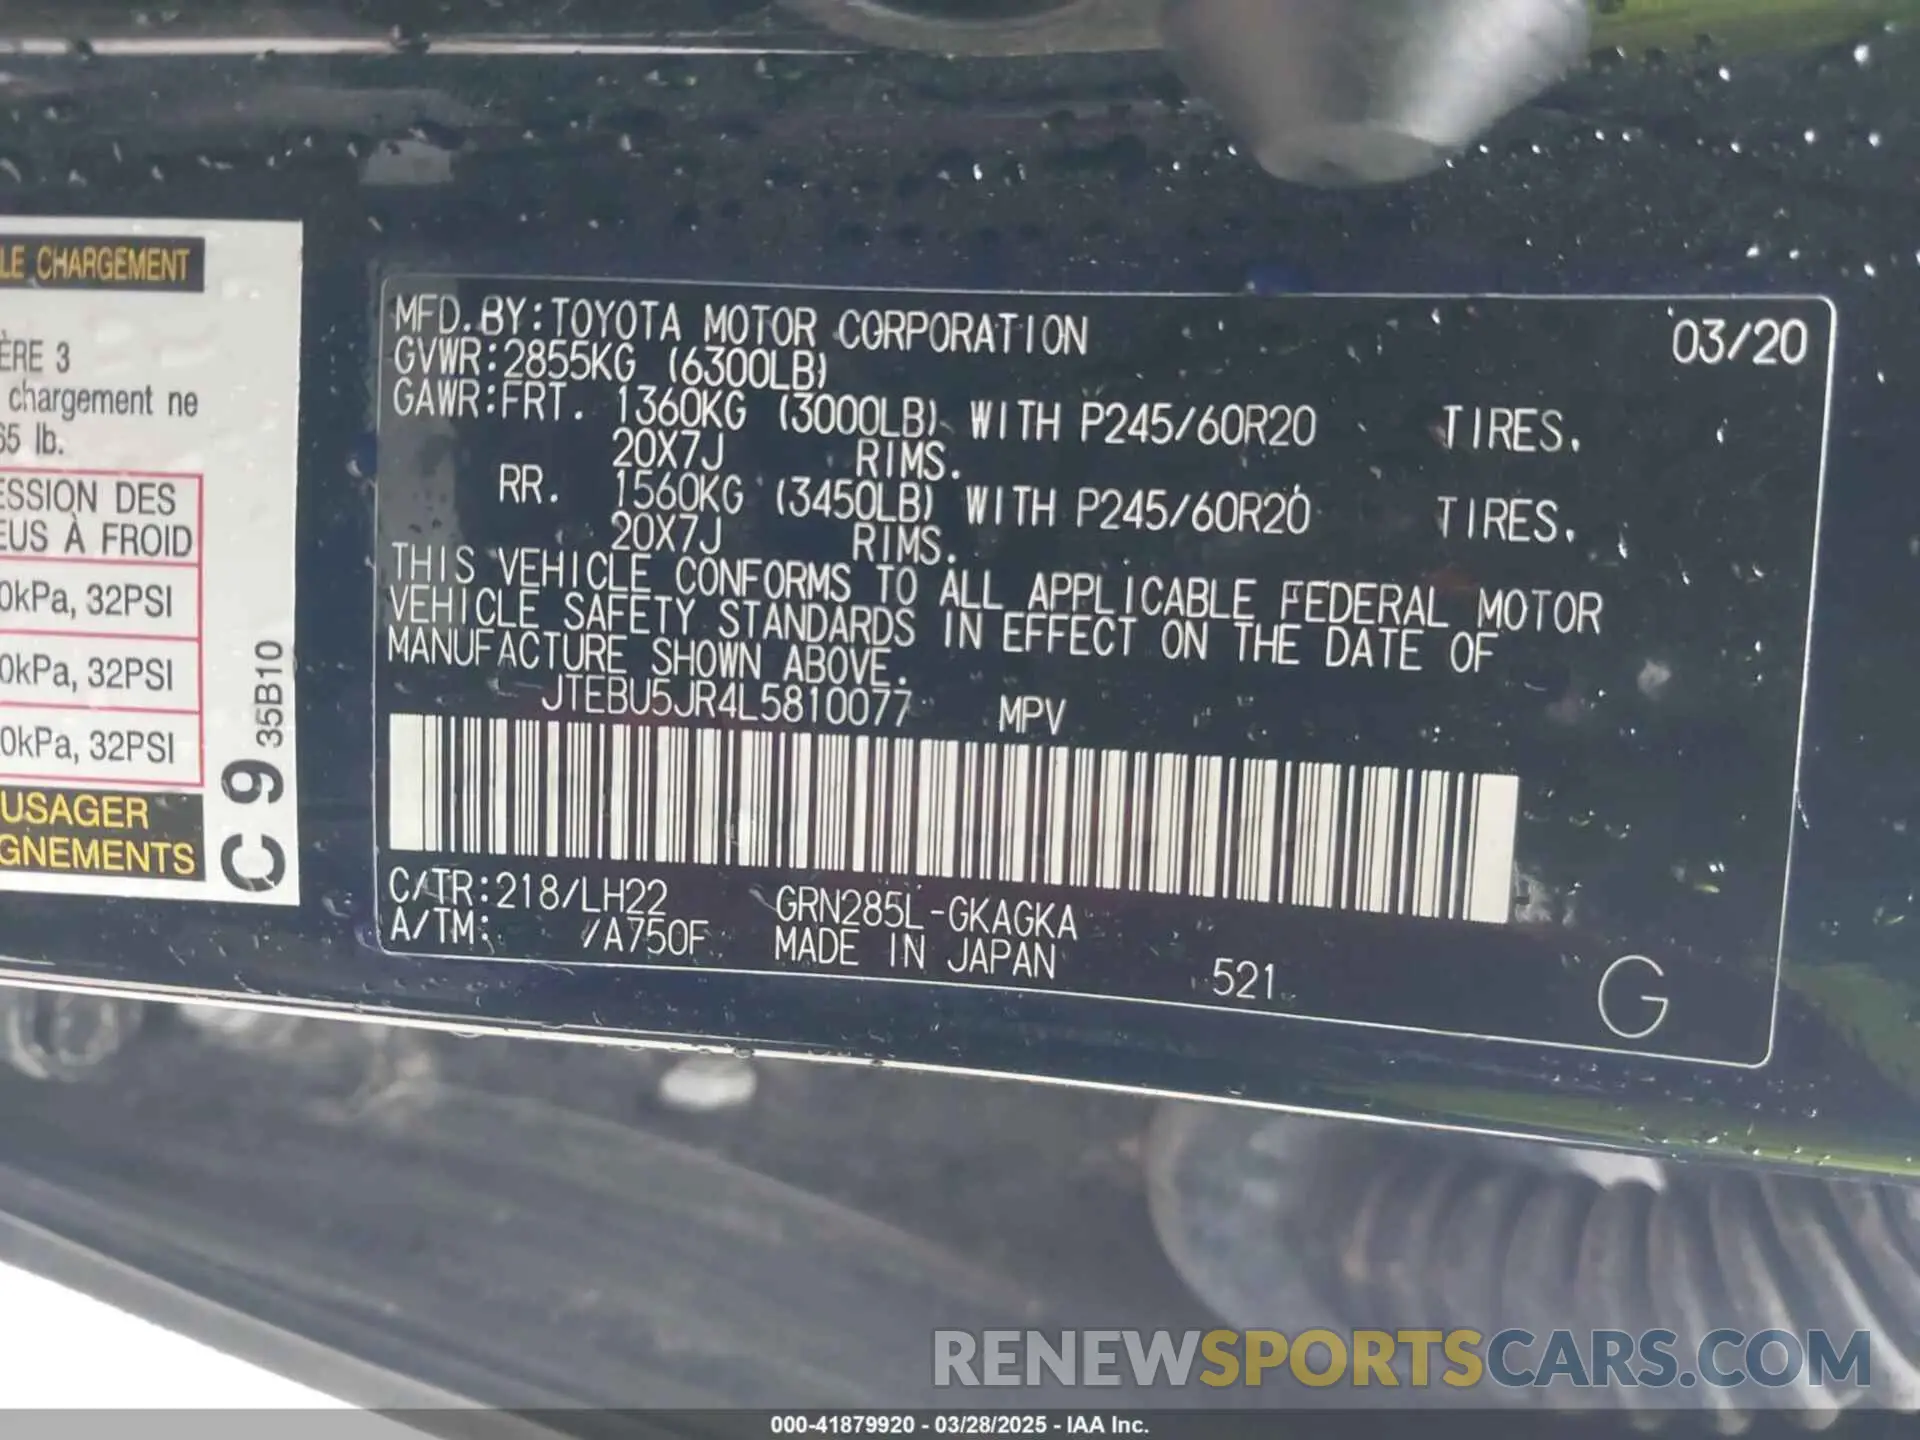 LE CHARGEMENT
ÈRE 3
chargement ne
65 lb.
ESSION DES
EUS À FROID
0kPa, 32PSI
0kPa, 32PSI
0kPa, 32PSI
USAGER
GNEMENTS
C 9 35B10
MFD. BY: TOYOTA MOTOR CORPORATION 03/20
GVWR: 2855KG (6300LB)
GAWR: FRT. 1360KG (3000LB) WITH P245/60R20 TIRES.
20X7J RIMS.
RR. 1560KG (3450LB) WITH P245/60R20 TIRES.
20X7J RIMS.
THIS VEHICLE CONFORMS TO ALL APPLICABLE FEDERAL MOTOR
VEHICLE SAFETY STANDARDS IN EFFECT ON THE DATE OF
MANUFACTURE SHOWN ABOVE.
JTEBU5JR4L5810077 MPV
C/TR: 218/LH22 GRN285L-GKAGKA
A/TM: /A750F MADE IN JAPAN 521 G
RENEWSPORTSCARS.COM
000-41879920 - 03/28/2025 - IAA Inc.